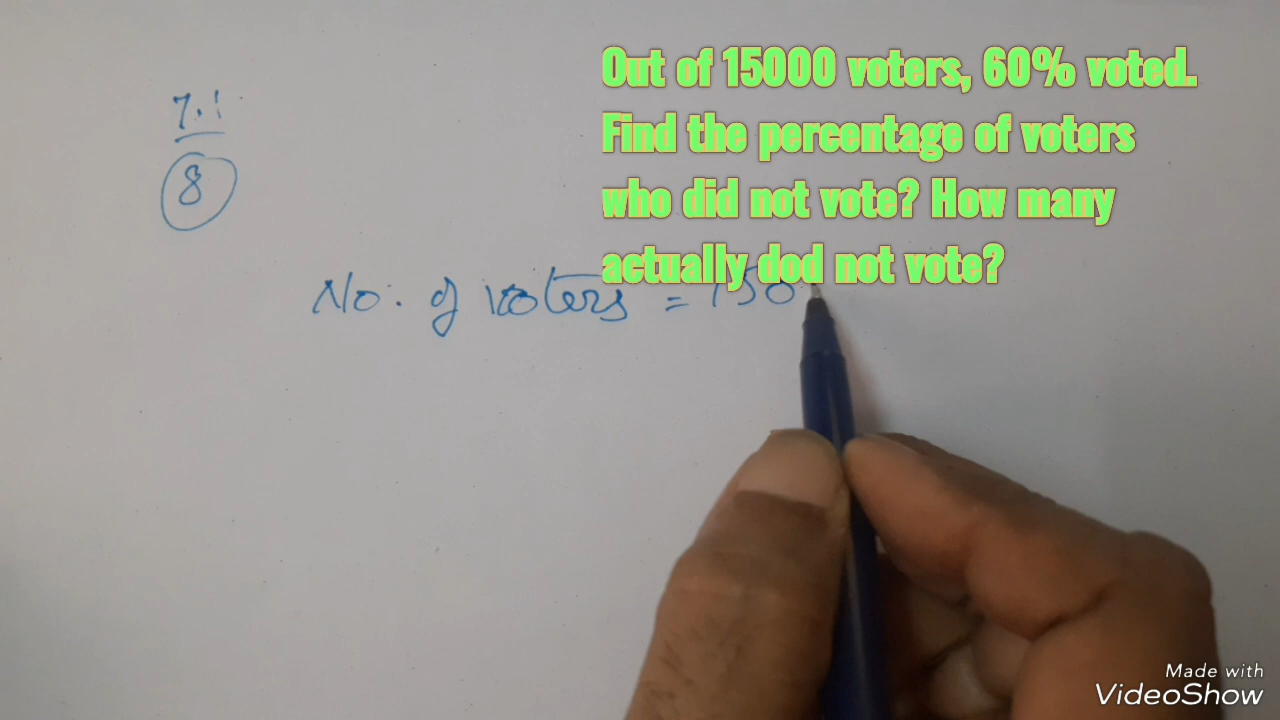 7.1
8
Out of 15000 voters, 60% voted.
Find the percentage of voters
who did not vote? How many
actually dod not vote?
No. of voters = 150
Made with
VideoShow